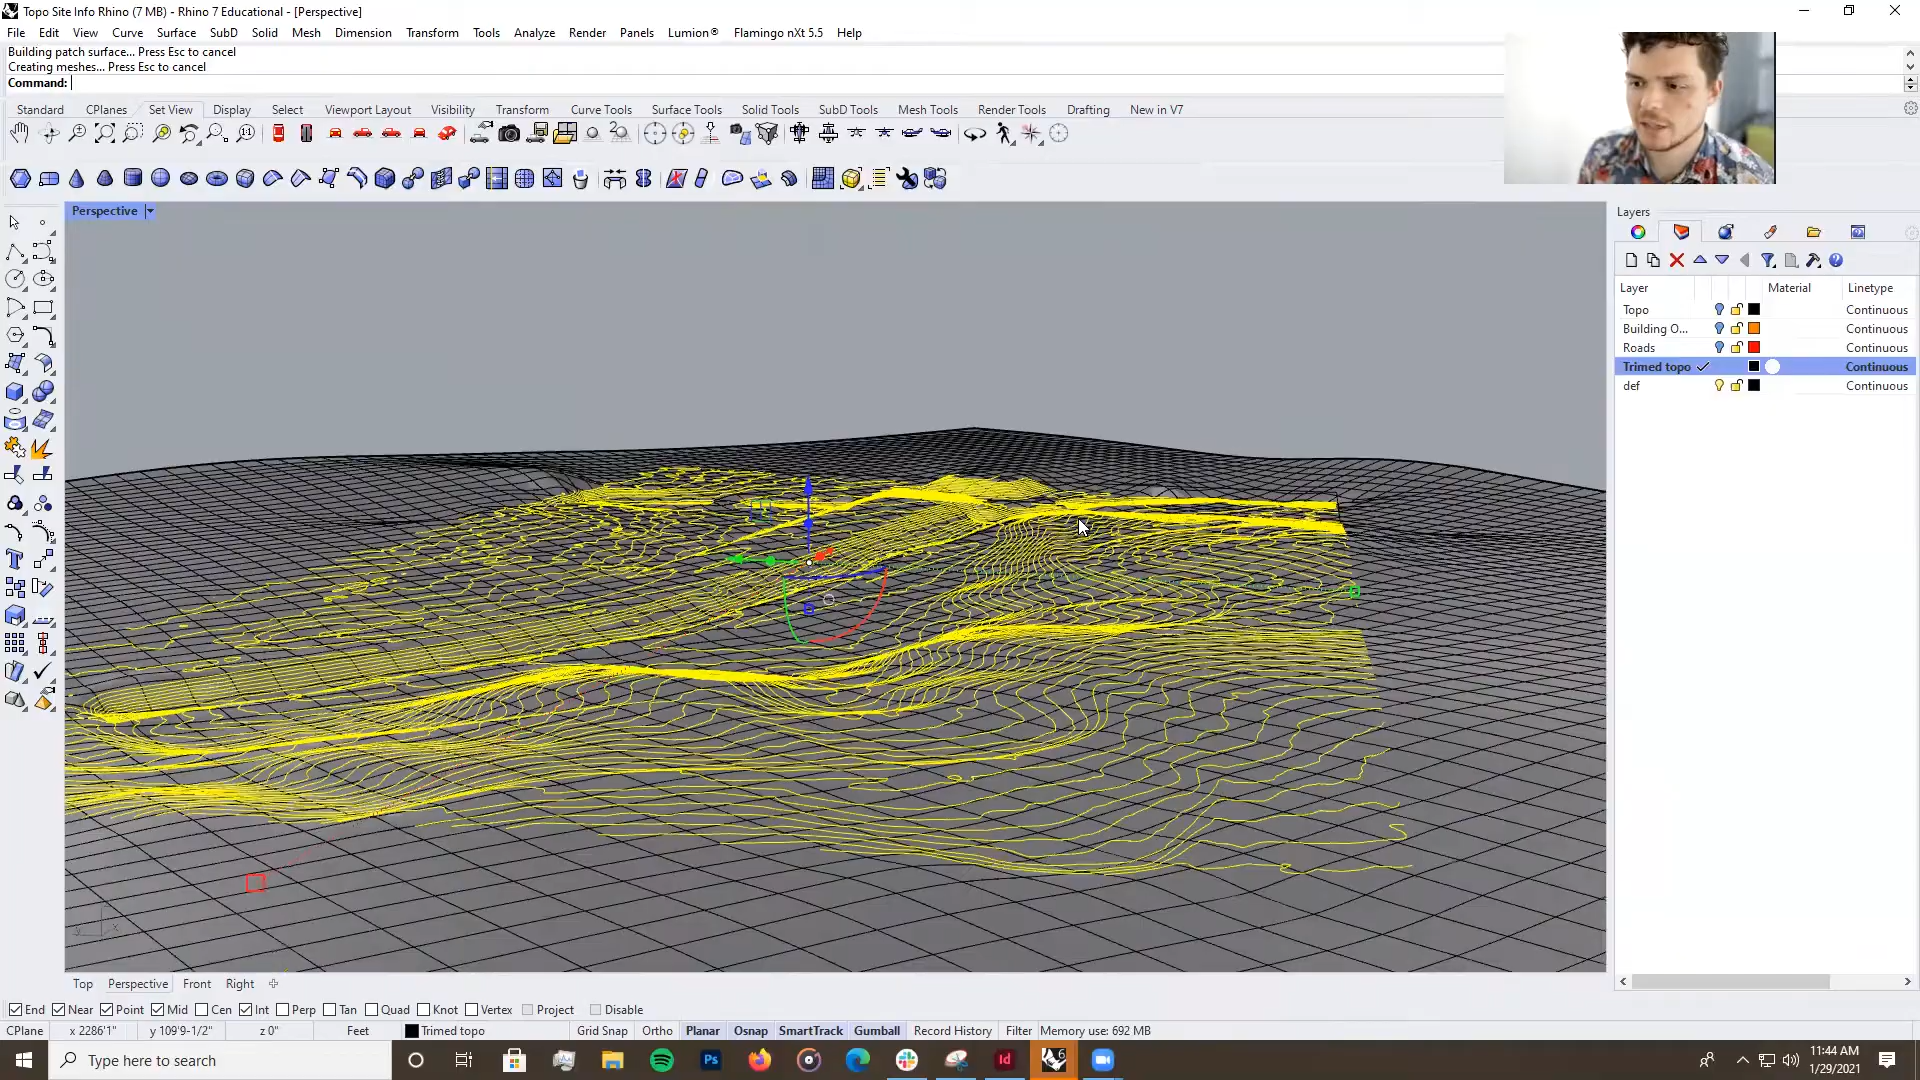 Topo Site Info Rhino (7 MB) - Rhino 7 Educational - [Perspective]
File Edit View Curve Surface SubD Solid Mesh Dimension Transform Tools Analyze Render Panels Lumion® Flamingo nXt 5.5 Help
Building patch surface... Press Esc to cancel
Creating meshes... Press Esc to cancel
Command:
Standard CPlanes Set View Display Select Viewport Layout Visibility Transform Curve Tools Surface Tools Solid Tools SubD Tools Mesh Tools Render Tools Drafting New in V7
Perspective
Layers
Layer Material Linetype
Topo Continuous
Building O... Continuous
Roads Continuous
Trimed topo Continuous
def Continuous
Top Perspective Front Right
End Near Point Mid Cen Int Perp Tan Quad Knot Vertex Project Disable
CPlane x 2286'1" y 109'9-1/2" z 0" Feet Trimed topo Grid Snap Ortho Planar Osnap SmartTrack Gumball Record History Filter Memory use: 692 MB
Type here to search
Ps
Id
6
11:44 AM
1/29/2021